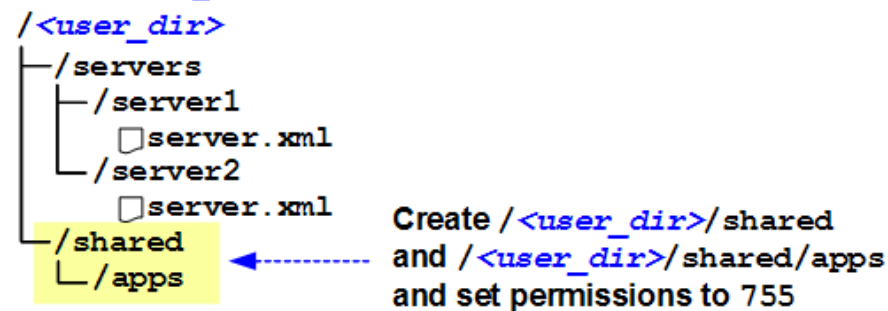 /<user_dir>
/servers
/server1
server.xml
/server2
server.xml
/shared
/apps
Create /<user_dir>/shared
and /<user_dir>/shared/apps
and set permissions to 755